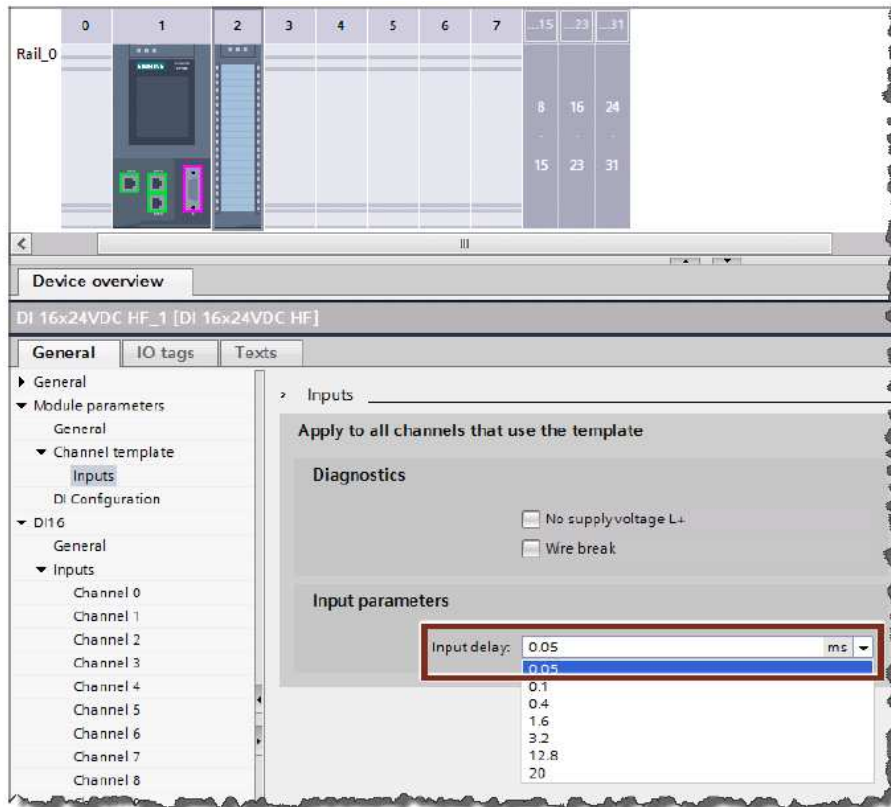 0 1 2 3 4 5 6 7 ...15 ...23 ...31
Rail_0
SIEMENS
8 16 24
. . .
15 23 31
Device overview
DI 16x24VDC HF_1 [DI 16x24VDC HF]
General IO tags Texts
General
Module parameters
General
Channel template
Inputs
DI Configuration
DI16
General
Inputs
Channel 0
Channel 1
Channel 2
Channel 3
Channel 4
Channel 5
Channel 6
Channel 7
Channel 8
Inputs
Apply to all channels that use the template
Diagnostics
No supply voltage L+
Wire break
Input parameters
Input delay: 0.05 ms
0.05
0.1
0.4
1.6
3.2
12.8
20